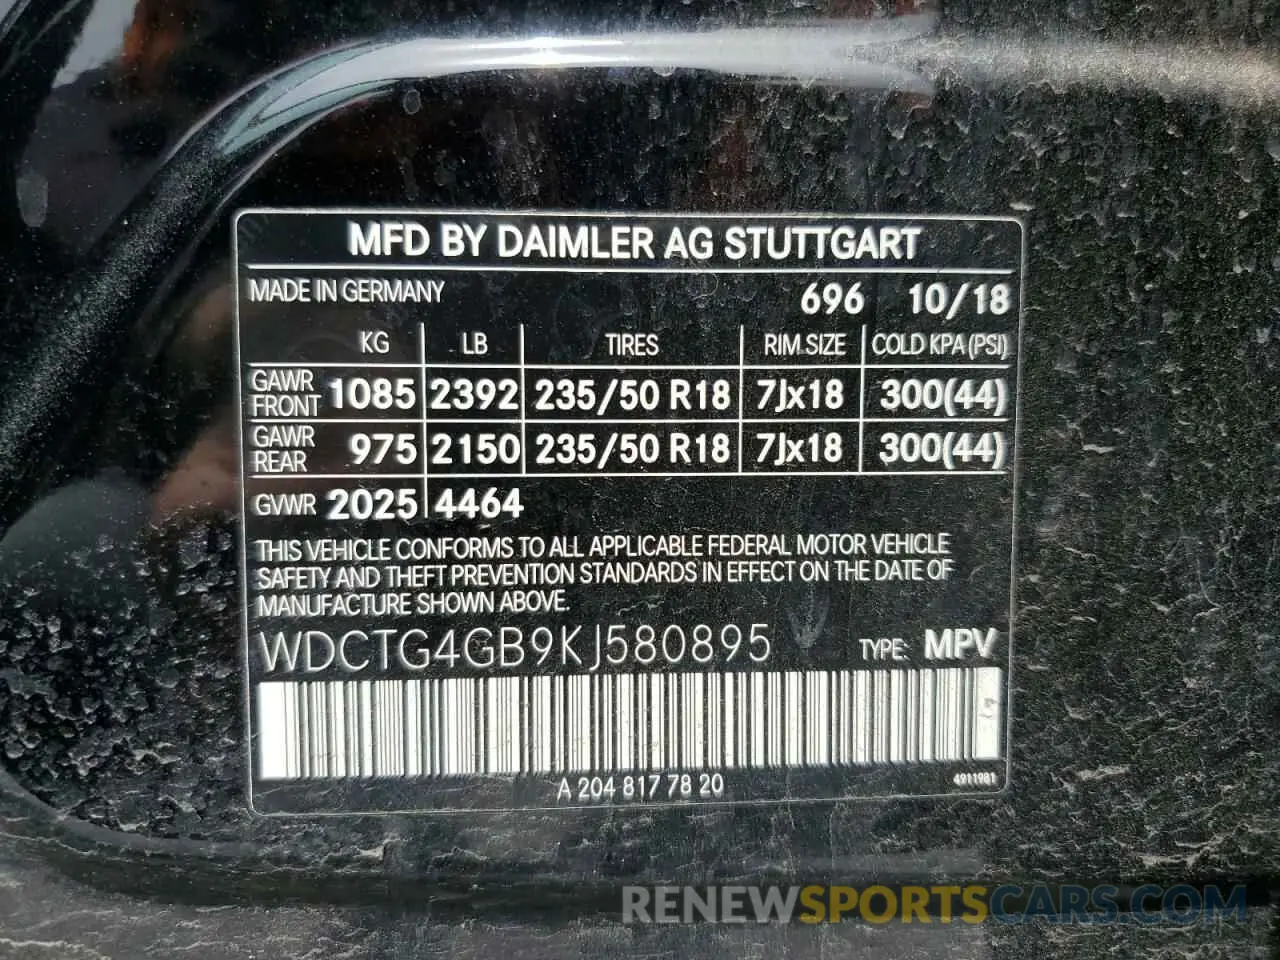 MFD BY DAIMLER AG STUTTGART
MADE IN GERMANY 696 10/18
KG LB TIRES RIM SIZE COLD KPA (PSI)
GAWR FRONT 1085 2392 235/50 R18 7Jx18 300(44)
GAWR REAR 975 2150 235/50 R18 7Jx18 300(44)
GVWR 2025 4464
THIS VEHICLE CONFORMS TO ALL APPLICABLE FEDERAL MOTOR VEHICLE
SAFETY AND THEFT PREVENTION STANDARDS IN EFFECT ON THE DATE OF
MANUFACTURE SHOWN ABOVE.
WDCTG4GB9KJ580895 TYPE: MPV
A 204 817 78 20 4911981
RENEWSPORTSCARS.COM